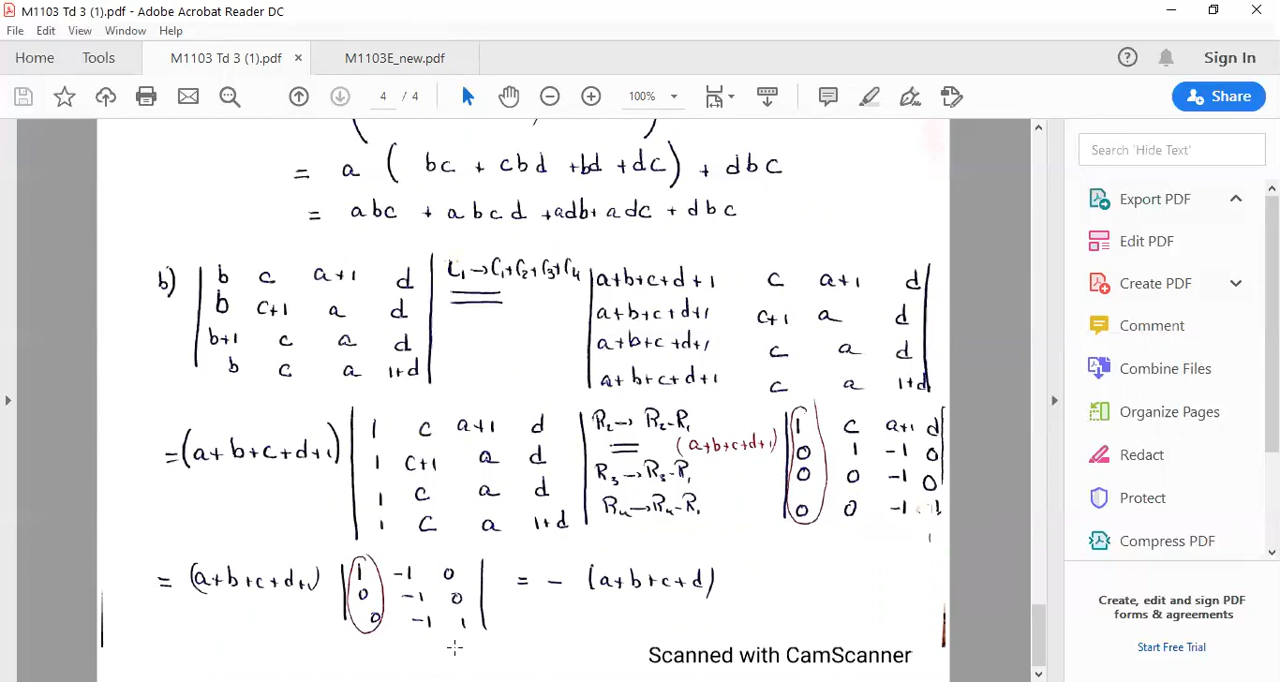 M1103 Td 3 (1).pdf - Adobe Acrobat Reader DC
File Edit View Window Help
Home Tools M1103 Td 3 (1).pdf × M1103E_new.pdf Sign In
4 / 4 100% Share
= a ( bc + cbd + bd + dc ) + dbc
= abc + abcd + adb + adc + dbc
b) | b c a+1 d | C₁→C₁+C₂+C₃+C₄ | a+b+c+d+1 c a+1 d |
| b c+1 a d | = | a+b+c+d+1 c+1 a d |
| b+1 c a d | | a+b+c+d+1 c a d |
| b c a 1+d | | a+b+c+d+1 c a 1+d |
=(a+b+c+d+1) | 1 c a+1 d | R₂→R₂-R₁ = (a+b+c+d+1) | 1 c a+1 d |
| 1 c+1 a d | | 0 1 -1 0 |
| 1 c a d | R₃→R₃-R₁ | 0 0 -1 0 |
| 1 c a 1+d | R₄→R₄-R₁ | 0 0 -1 1 |
= (a+b+c+d+1) | 1 -1 0 | = - (a+b+c+d)
| 0 -1 0 |
| 0 -1 1 |
Scanned with CamScanner
Search 'Hide Text'
Export PDF
Edit PDF
Create PDF
Comment
Combine Files
Organize Pages
Redact
Protect
Compress PDF
Create, edit and sign PDF
forms & agreements
Start Free Trial